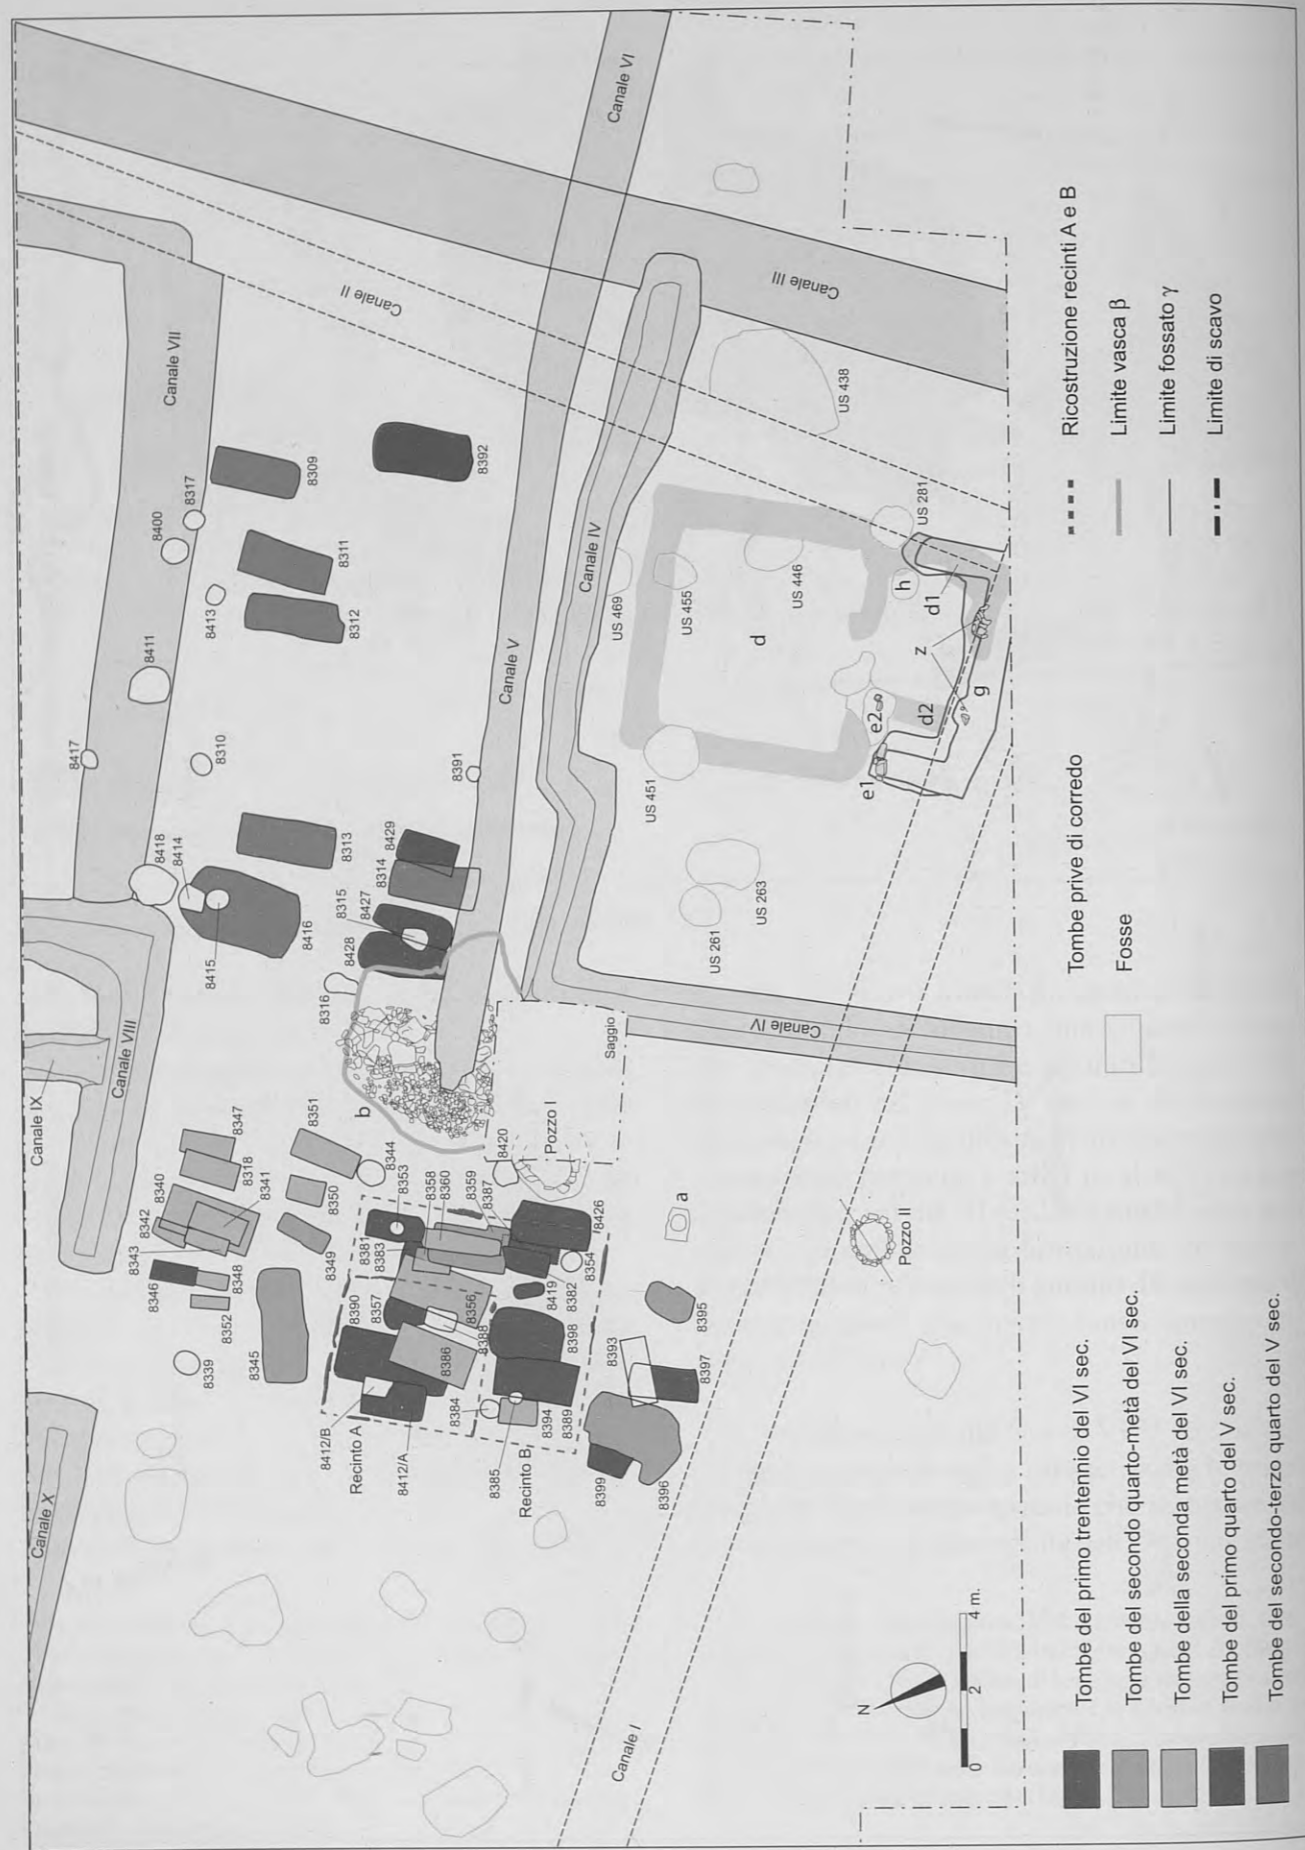 Canale X
Canale IX
Canale VIII
Canale VII
Canale II
Canale VI
Canale III
Canale V
Canale IV
Canale IV
Canale I
8339
8352
8346
8348
8343
8342
8340
8341
8318
8347
8345
8349
8350
8351
8344
8353
8358
8360
8359
8387
8381
8383
8357
8390
8356
8388
8386
8412/B
Recinto A
8412/A
8384
8385
Recinto B
8394
8389
8398
8419
8382
8354
8426
8420
Pozzo I
Saggio
b
8316
8428
8427
8315
8314
8429
8391
8415
8416
8414
8418
8313
8417
8310
8411
8413
8400
8317
8312
8311
8309
8392
8399
8396
8393
8397
8395
a
Pozzo II
US 261
US 263
US 451
US 469
US 455
US 446
US 438
US 281
d
h
d1
z
g
d2
e2
e1
N
0 2 4 m.
Tombe del primo trentennio del VI sec.
Tombe del secondo quarto-metà del VI sec.
Tombe della seconda metà del VI sec.
Tombe del primo quarto del V sec.
Tombe del secondo-terzo quarto del V sec.
Tombe prive di corredo
Fosse
Ricostruzione recinti A e B
Limite vasca β
Limite fossato γ
Limite di scavo